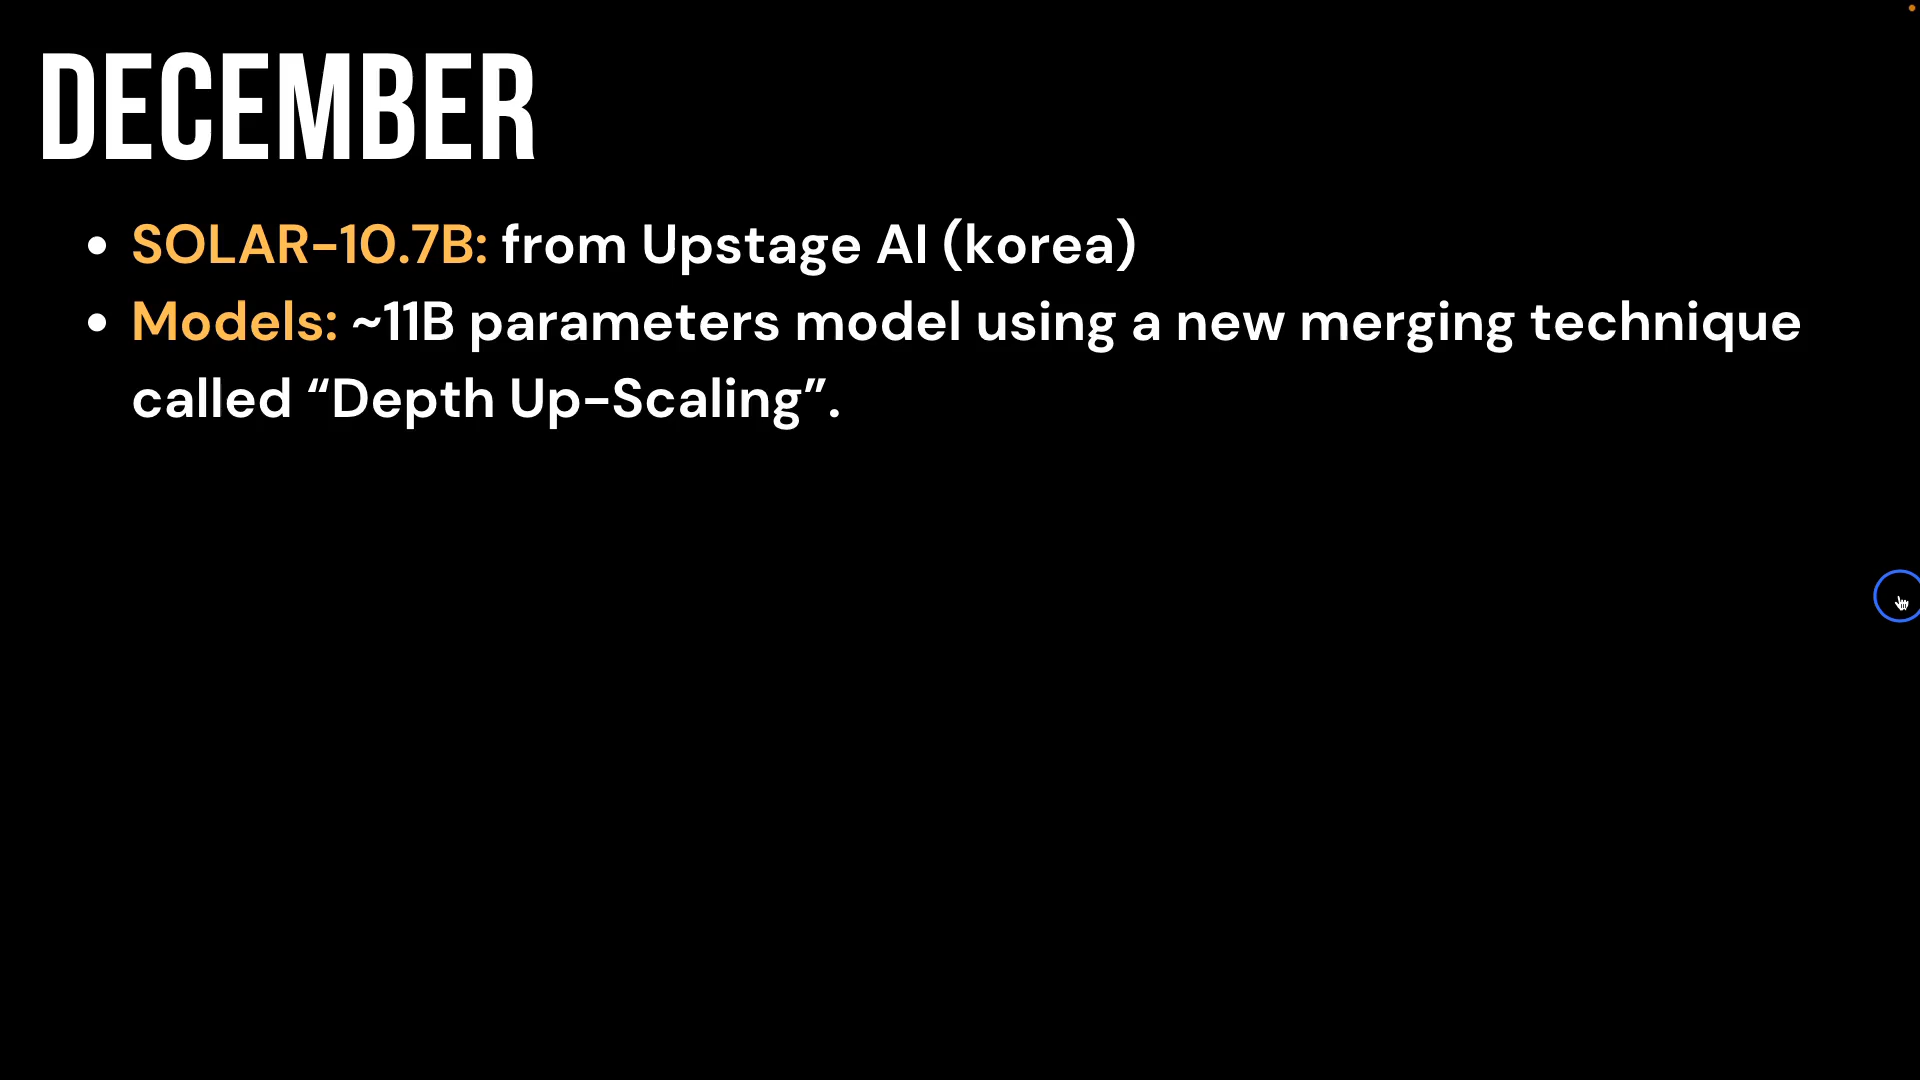 DECEMBER
• SOLAR-10.7B: from Upstage AI (korea)
• Models: ~11B parameters model using a new merging technique
called “Depth Up-Scaling”.